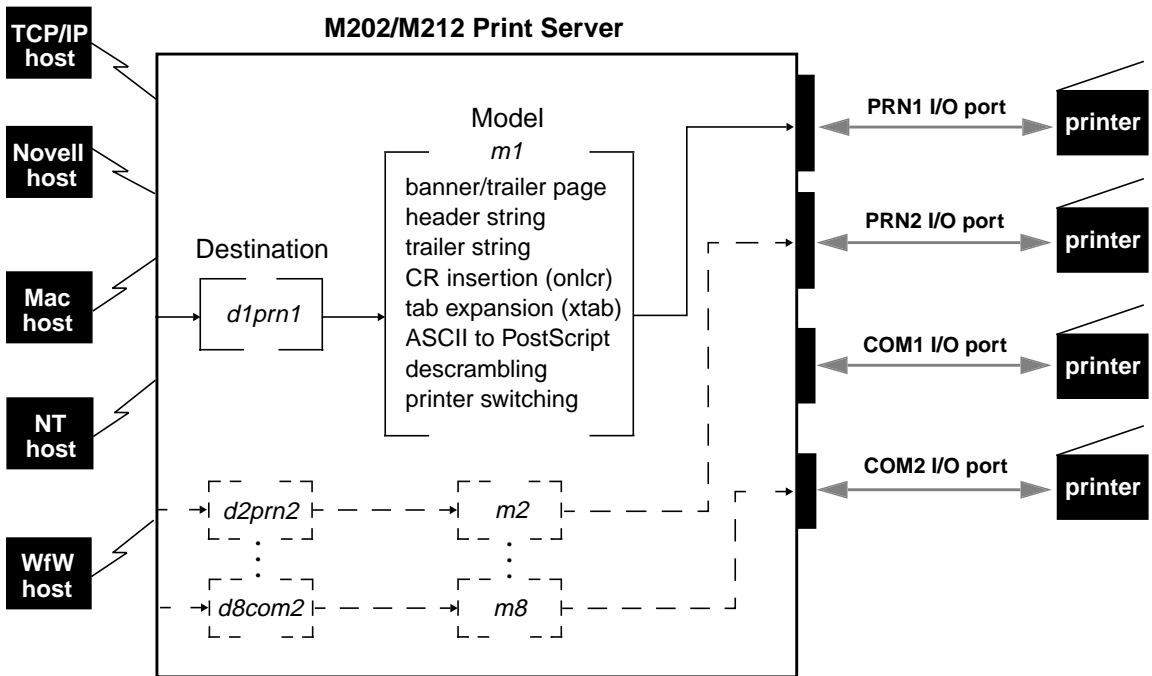 M202/M212 Print Server
TCP/IP
host
Novell
host
Mac
host
NT
host
WfW
host
Destination
d1prn1
Model
m1
banner/trailer page
header string
trailer string
CR insertion (onlcr)
tab expansion (xtab)
ASCII to PostScript
descrambling
printer switching
d2prn2
m2
d8com2
m8
PRN1 I/O port
printer
PRN2 I/O port
printer
COM1 I/O port
printer
COM2 I/O port
printer